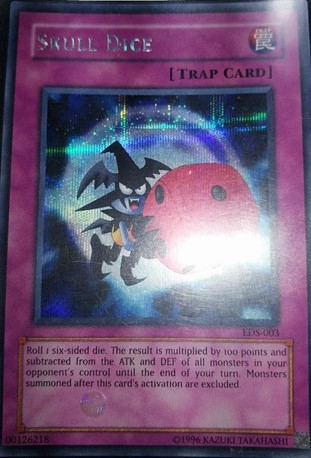 SKULL DICE
罠
[TRAP CARD]
EDS-003
Roll 1 six-sided die. The result is multiplied by 100 points and
subtracted from the ATK and DEF of all monsters in your
opponent's control until the end of your turn. Monsters
summoned after this card's activation are excluded.
00126218
©1996 KAZUKI TAKAHASHI